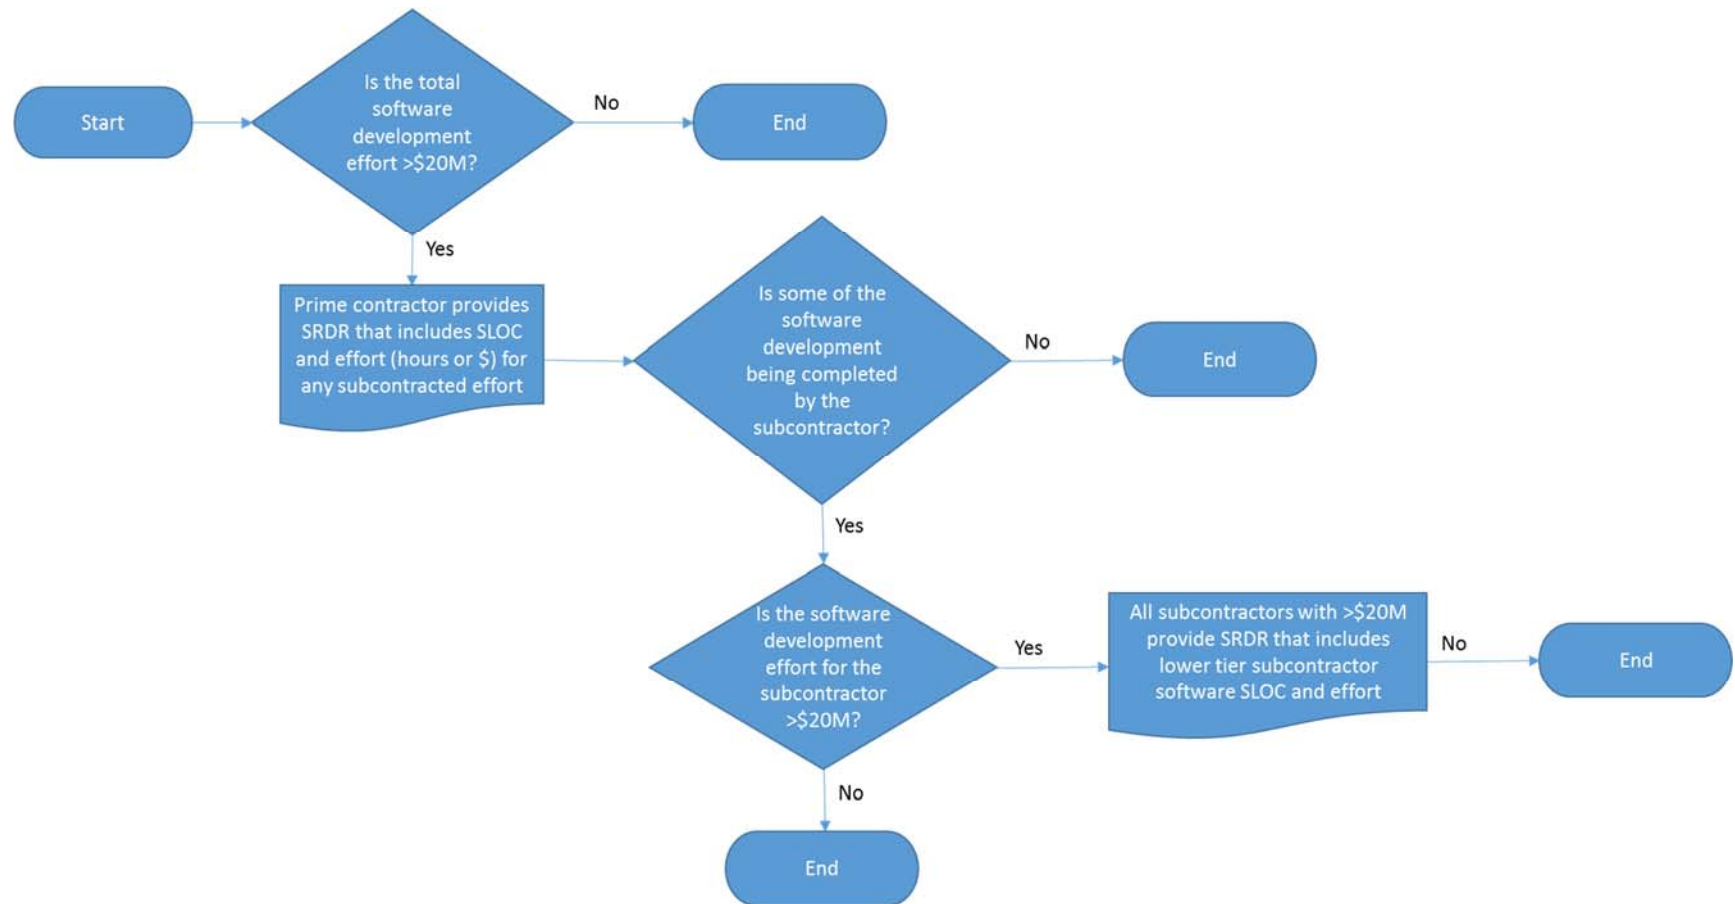 Start
Is the total
software
development
effort >$20M?
No
End
Yes
Prime contractor provides
SRDR that includes SLOC
and effort (hours or $) for
any subcontracted effort
Is some of the
software
development
being completed
by the
subcontractor?
No
End
Yes
Is the software
development
effort for the
subcontractor
>$20M?
Yes
All subcontractors with >$20M
provide SRDR that includes
lower tier subcontractor
software SLOC and effort
No
End
No
End